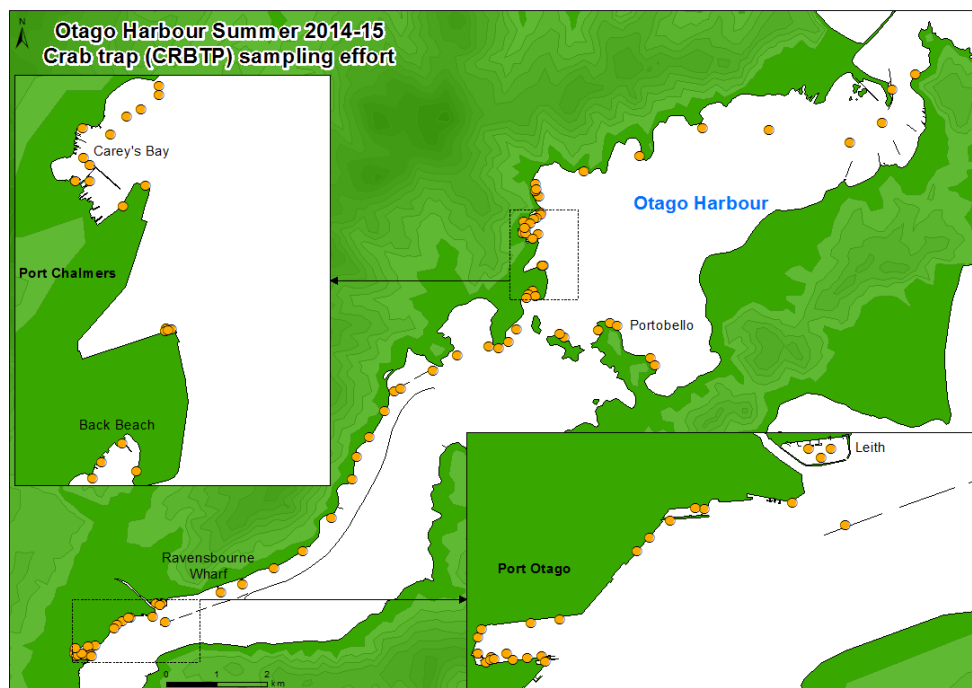 Otago Harbour Summer 2014-15
Crab trap (CRBTP) sampling effort
N
Carey's Bay
Otago Harbour
Port Chalmers
Portobello
Back Beach
Leith
Ravensbourne
Wharf
Port Otago
0 1 2
km